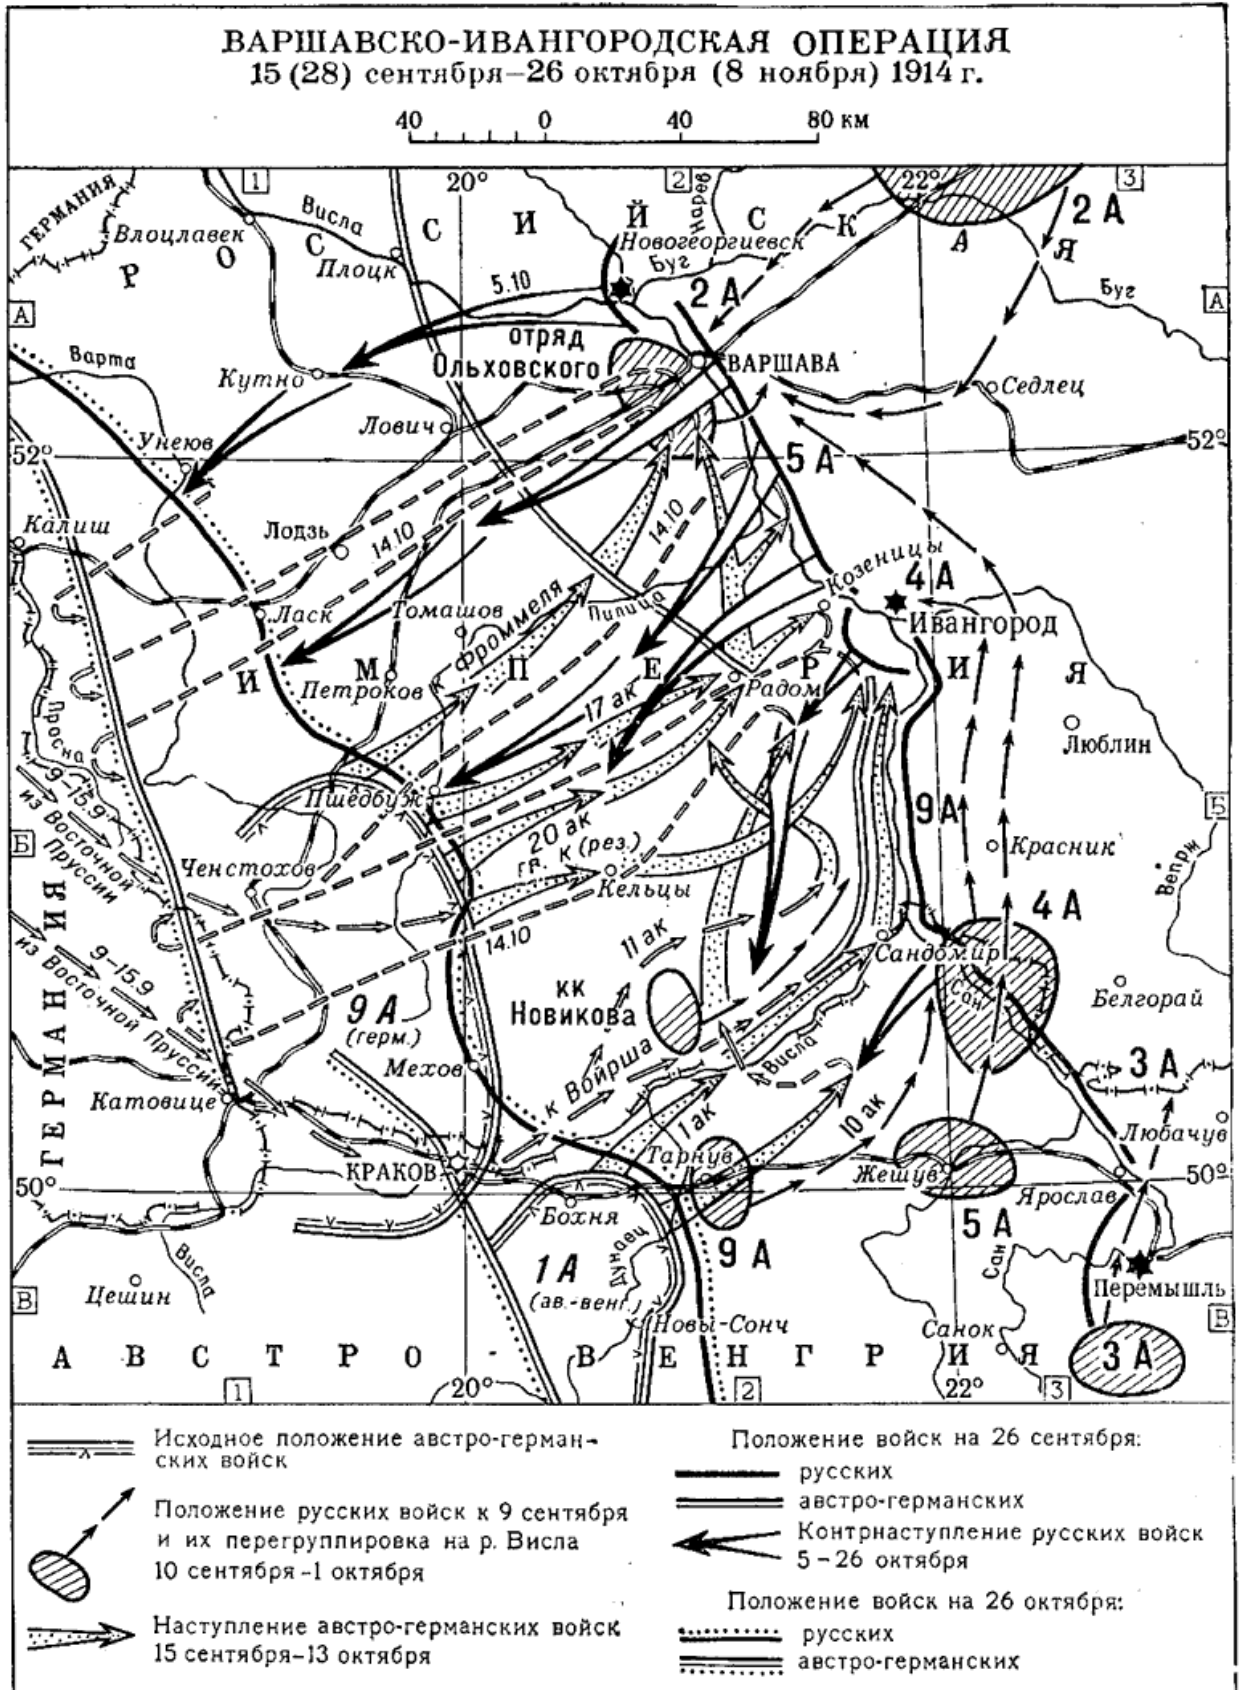 ВАРШАВСКО-ИВАНГОРОДСКАЯ ОПЕРАЦИЯ
15 (28) сентября–26 октября (8 ноября) 1914 г.
40 0 40 80 км
1 20° 2 22° 3
ГЕРМАНИЯ
РОССИЙСКАЯ
ИМПЕРИЯ
2 А
Влоцлавек
Висла
Плоцк
Нарев
Новогеоргиевск
Буг
Буг
5.10
2 А
А
А
отряд
Ольховского
ВАРШАВА
Варта
Кутно
Седлец
Лович
Унеюв
52°
52°
5 А
Калиш
Лодзь
14.10
14.10
Козеницы
4 А
Ивангород
Ласк
Томашов
Фроммеля
Пилица
Петроков
Радом
17 ак
Люблин
Просна
9–15.9
из Восточной
Пруссии
Пшедбуж
9 А
Б
Б
20 ак
гв. к (рез.)
Красник
Вепрж
Ченстохов
Кельцы
4 А
14.10
11 ак
Сандомир
Сан
9–15.9
из Восточной Пруссии
кк
Новикова
Белгорай
9 А
(герм.)
ГЕРМАНИЯ
Висла
3 А
Мехов
к Войрша
Катовице
1 ак
10 ак
Любачув
КРАКОВ
Тарнув
Жешув
50°
50°
Ярослав
Бохня
5 А
9 А
Дунаец
Сан
1 А
(ав.-венг.)
Висла
Цешин
Перемышль
В
В
Новы-Сонч
Санок
АВСТРО-ВЕНГРИЯ
3 А
1 20° 2 22° 3
Исходное положение австро-герман-
ских войск
Положение русских войск к 9 сентября
и их перегруппировка на р. Висла
10 сентября-1 октября
Наступление австро-германских войск
15 сентября-13 октября
Положение войск на 26 сентября:
русских
австро-германских
Контрнаступление русских войск
5-26 октября
Положение войск на 26 октября:
русских
австро-германских